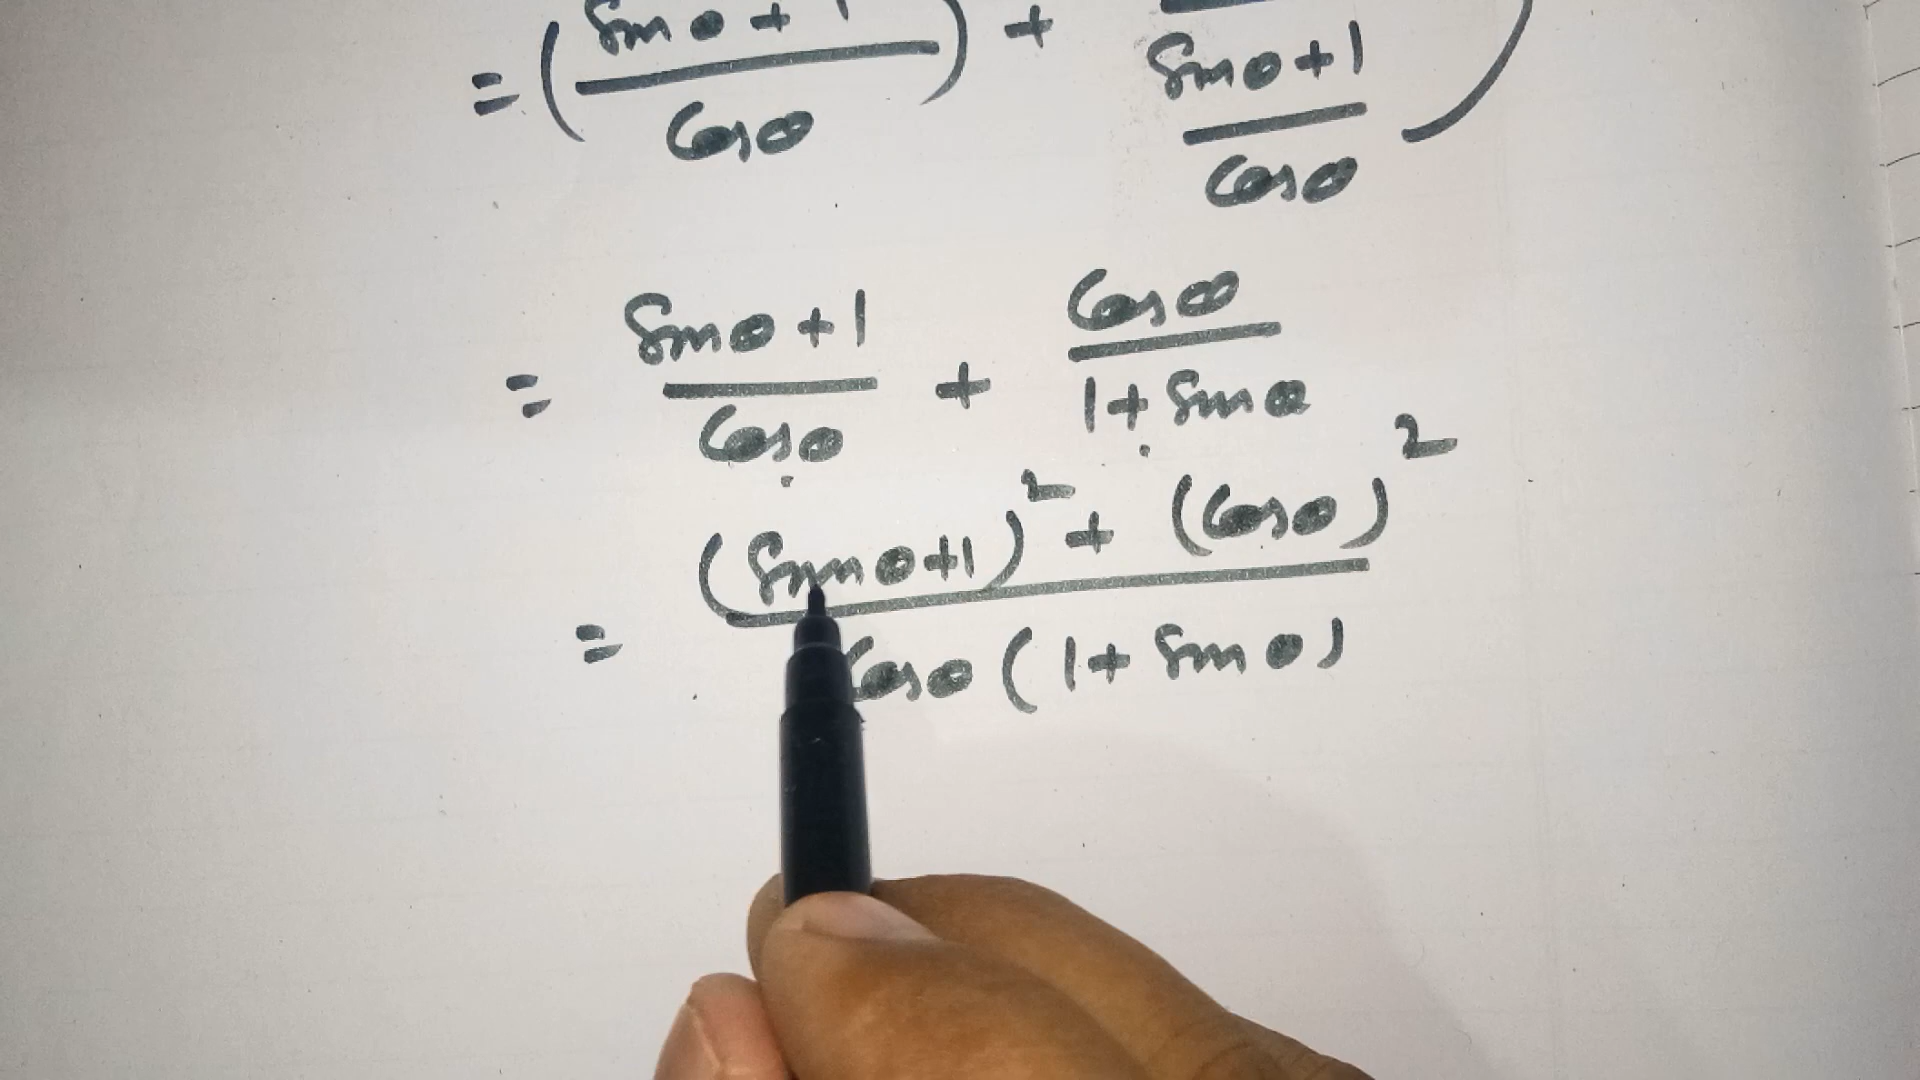 = (sinθ + 1 / cosθ) + sinθ+1 / cosθ)
= sinθ+1 / cosθ + cosθ / 1+sinθ
= (sinθ+1)² + (cosθ)² / cosθ(1+sinθ)